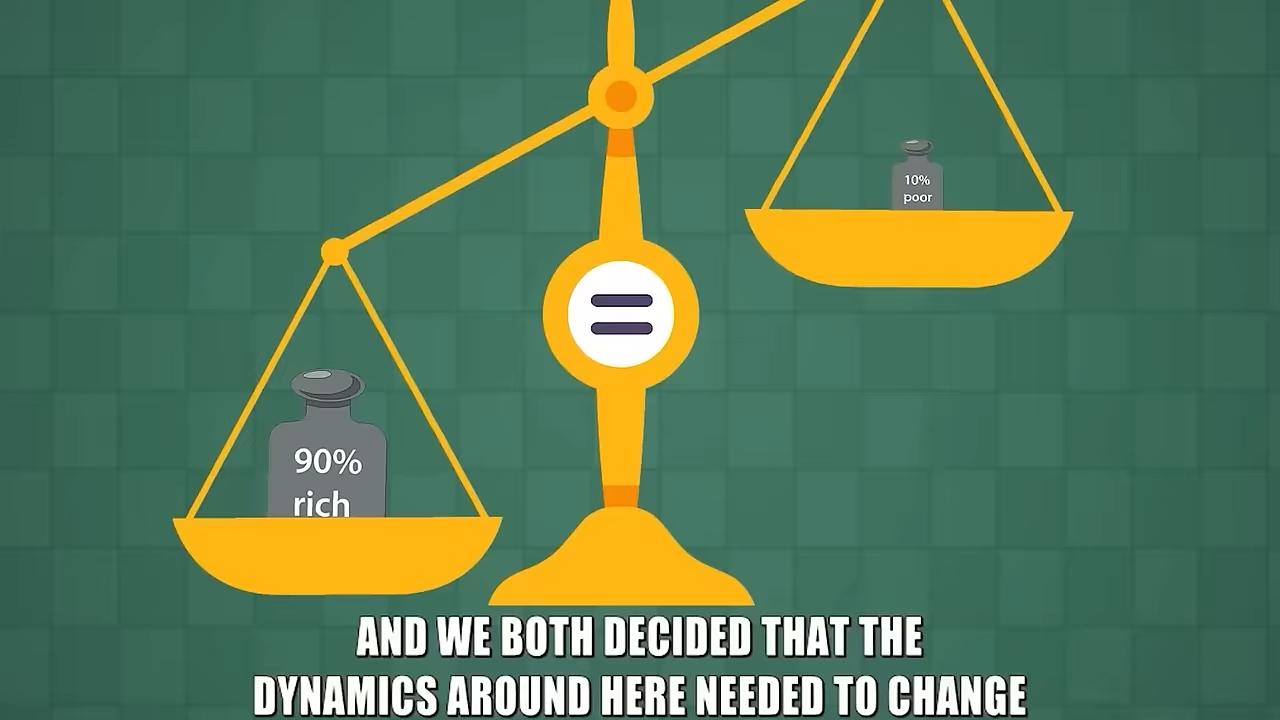 10%
poor
90%
rich
AND WE BOTH DECIDED THAT THE
DYNAMICS AROUND HERE NEEDED TO CHANGE